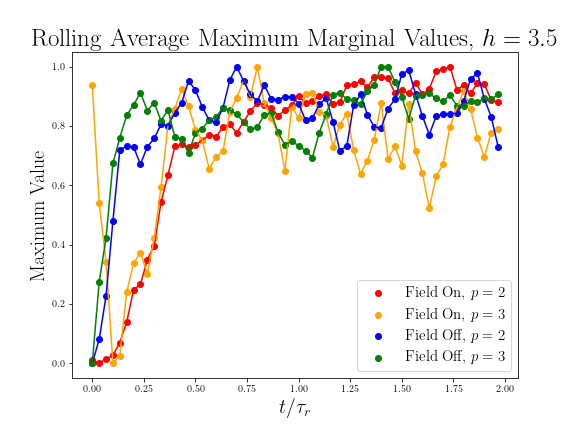 Rolling Average Maximum Marginal Values, h = 3.5
Maximum Value
1.0
0.8
0.6
0.4
0.2
0.0
0.00 0.25 0.50 0.75 1.00 1.25 1.50 1.75 2.00
t/τ_r
Field On, p = 2
Field On, p = 3
Field Off, p = 2
Field Off, p = 3